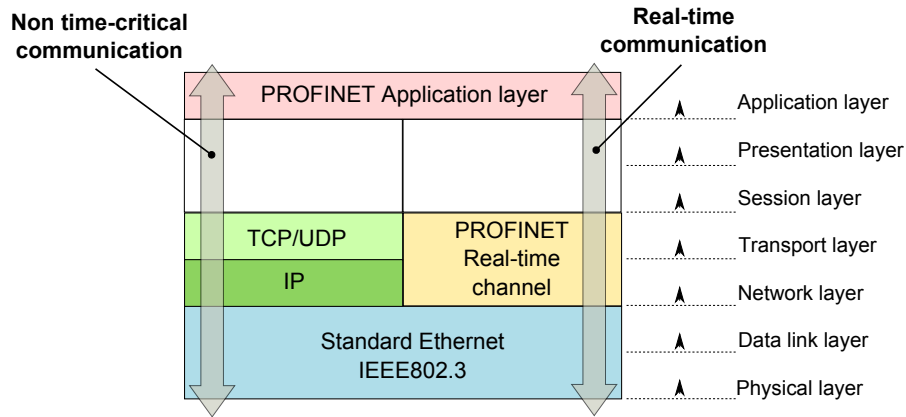 Non time-critical
communication
Real-time
communication
PROFINET Application layer
Application layer
Presentation layer
Session layer
TCP/UDP
PROFINET
Real-time
channel
Transport layer
IP
Network layer
Standard Ethernet
IEEE802.3
Data link layer
Physical layer